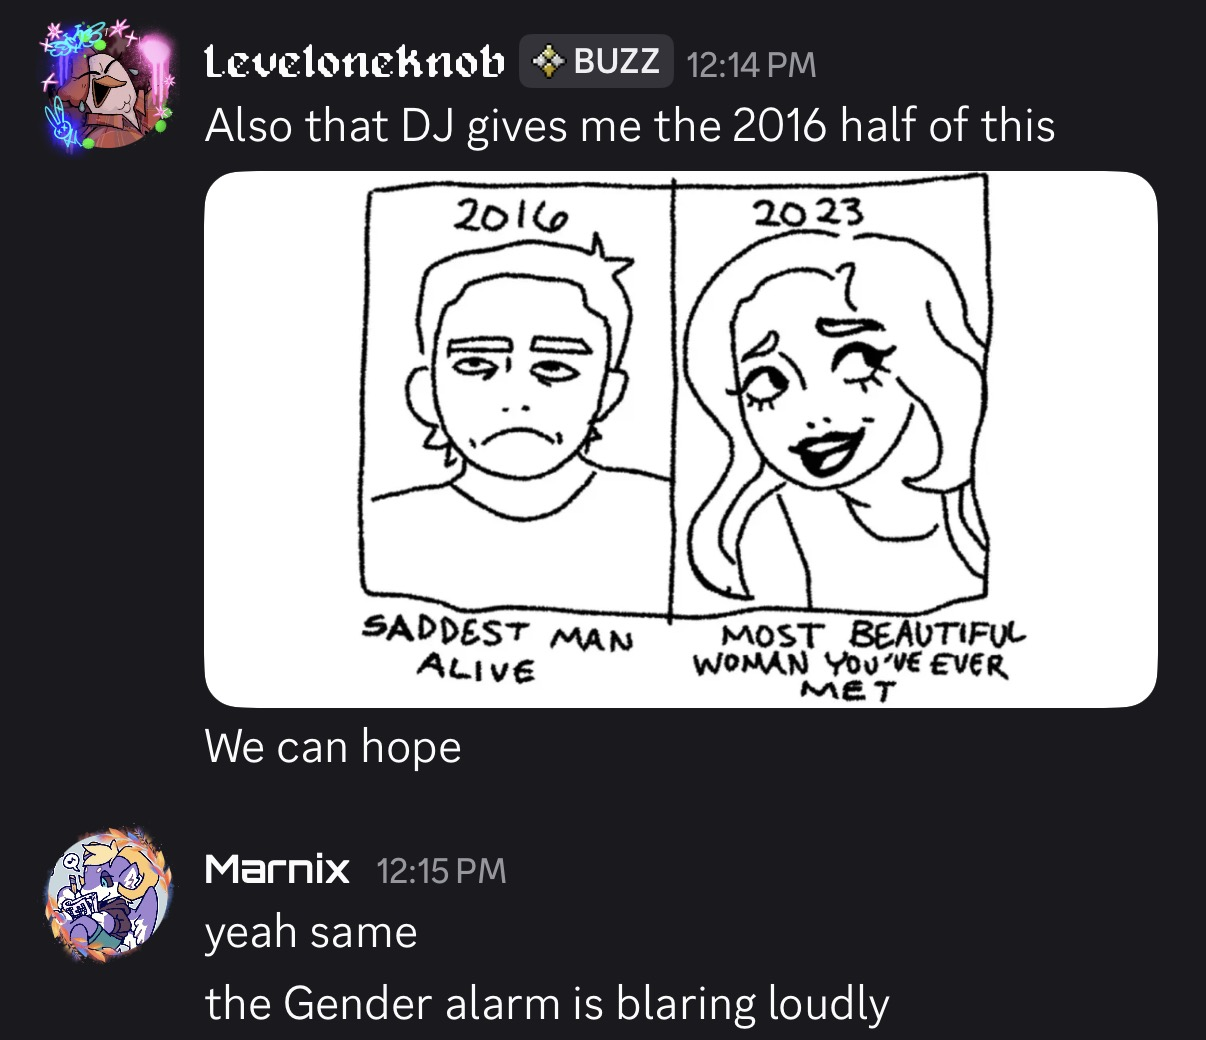 Leveloneknob BUZZ 12:14 PM
Also that DJ gives me the 2016 half of this
2016
2023
SADDEST MAN
ALIVE
MOST BEAUTIFUL
WOMAN YOU'VE EVER
MET
We can hope
Marnix 12:15 PM
yeah same
the Gender alarm is blaring loudly